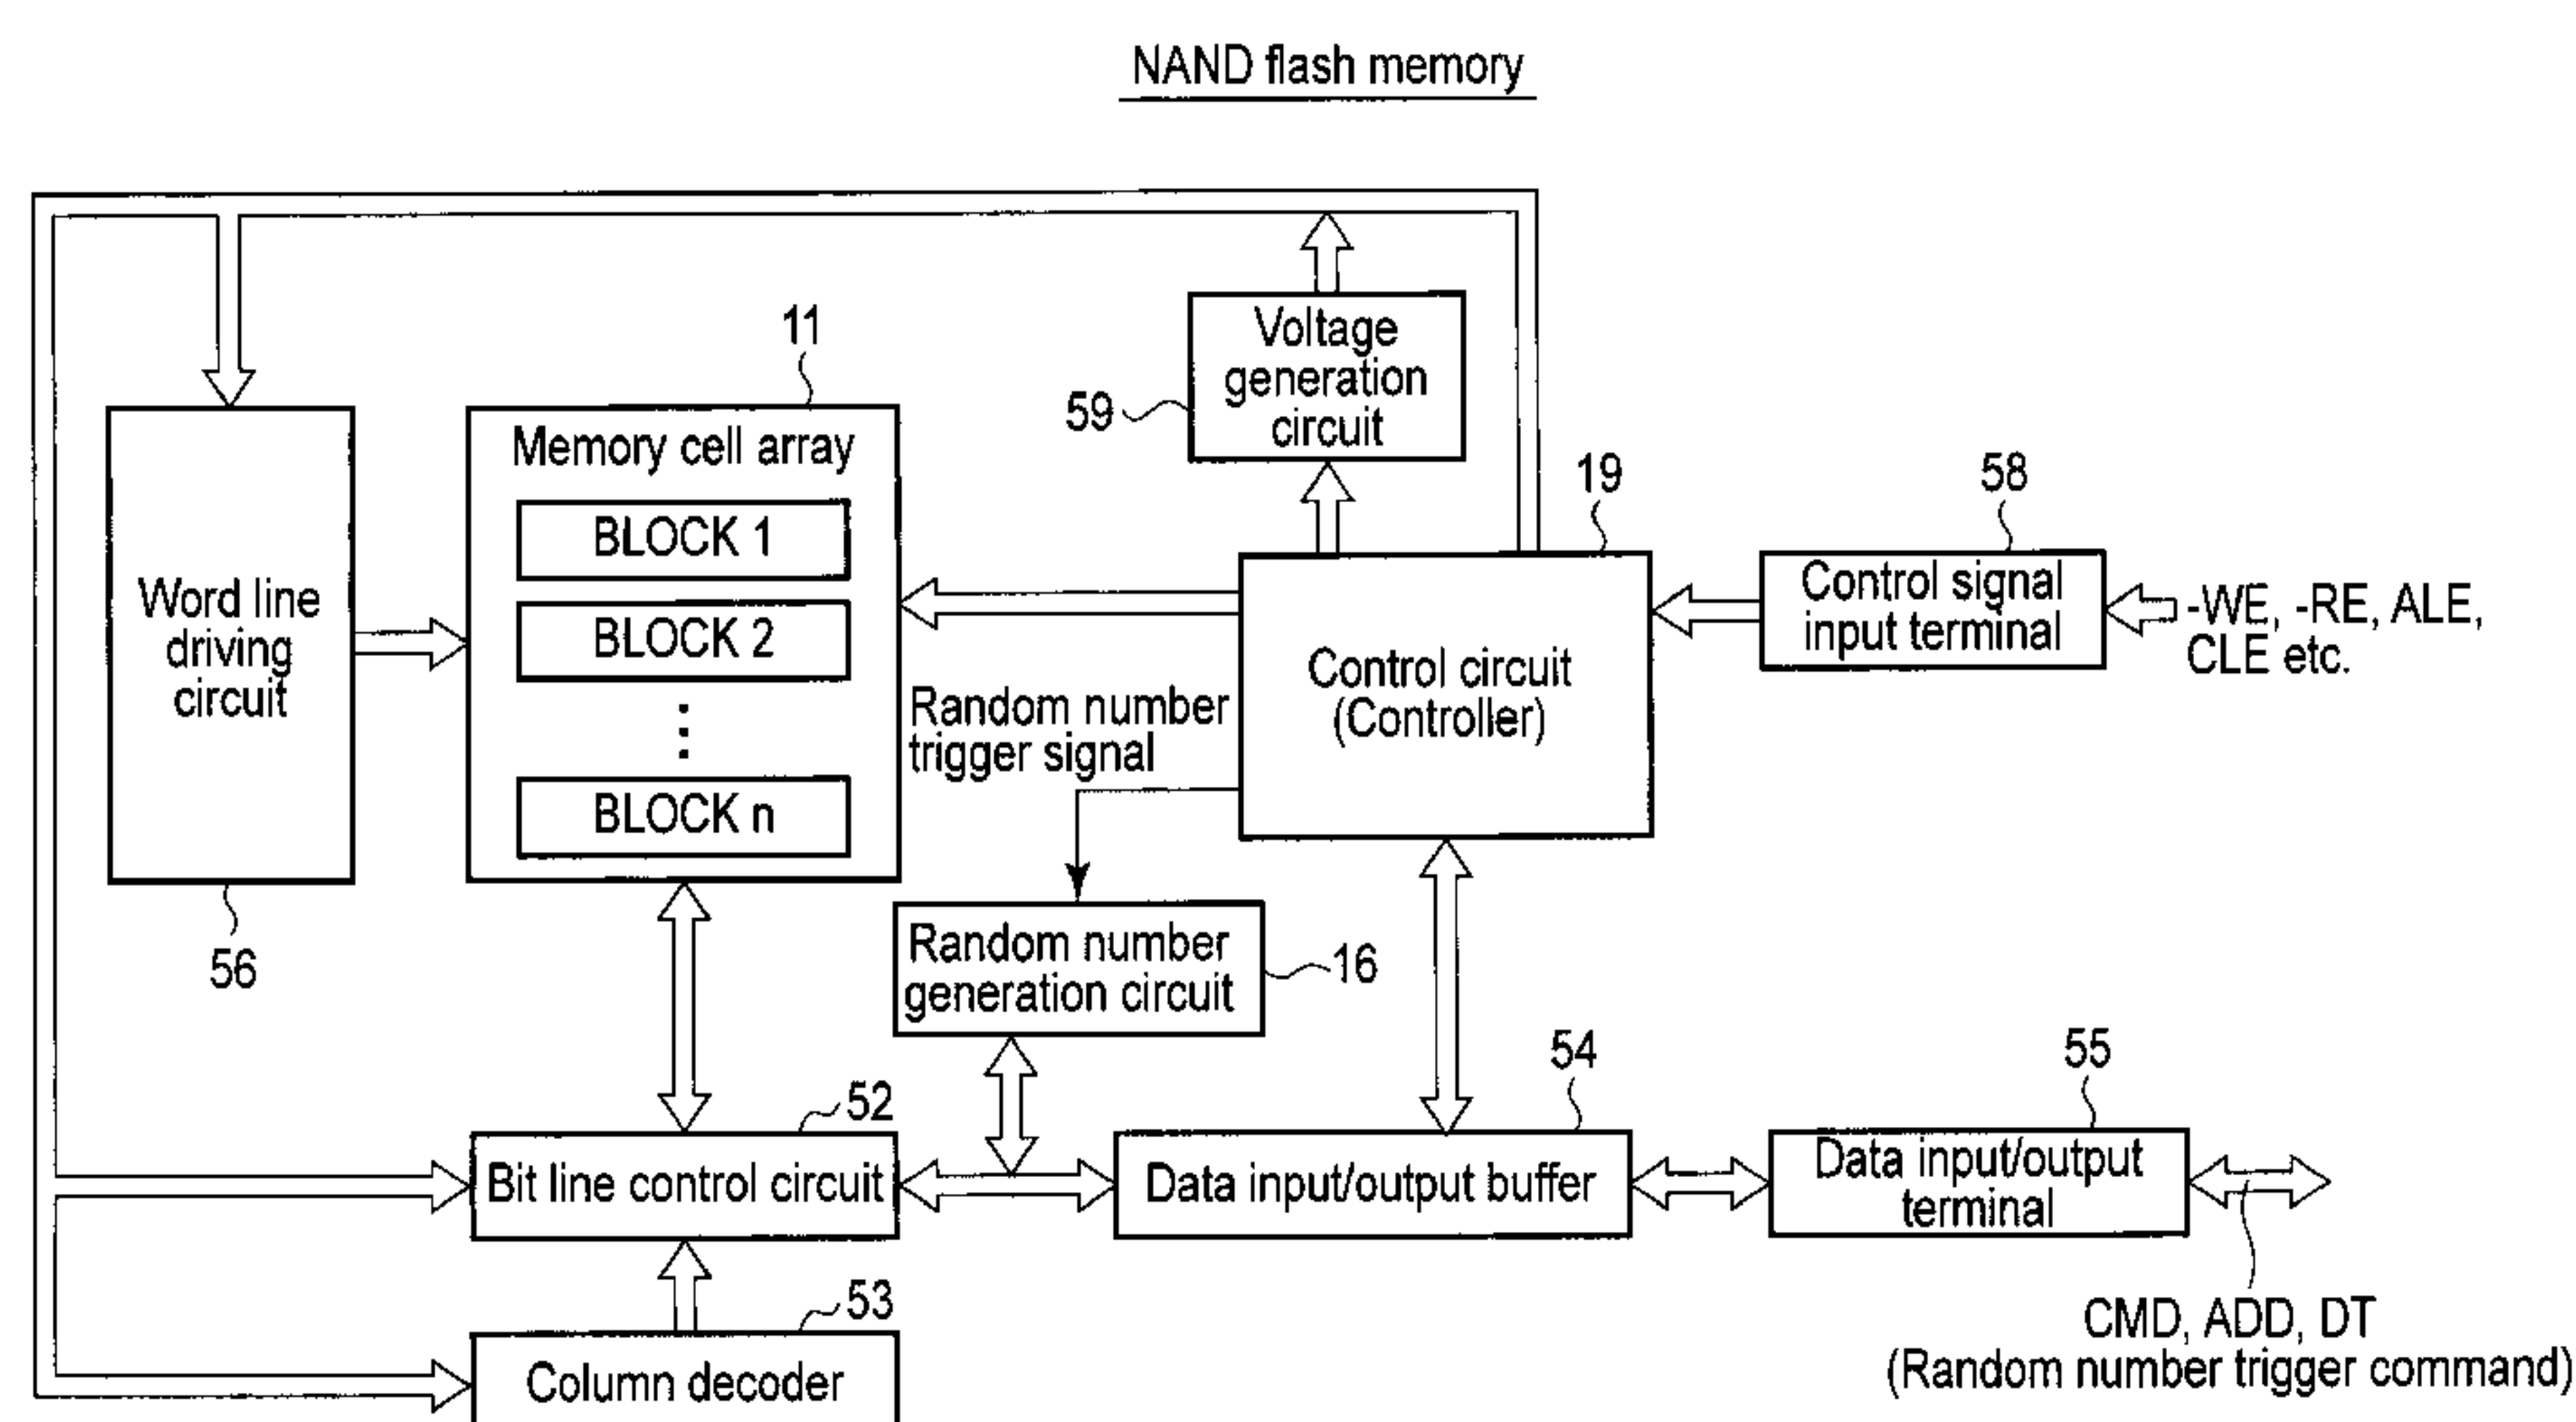 NAND flash memory
11
Voltage
generation
circuit
59
Memory cell array
BLOCK 1
BLOCK 2
BLOCK n
Word line
driving
circuit
56
19
58
Control signal
input terminal
-WE, -RE, ALE,
CLE etc.
Control circuit
(Controller)
Random number
trigger signal
Random number
generation circuit
16
52
54
55
Bit line control circuit
Data input/output buffer
Data input/output
terminal
53
Column decoder
CMD, ADD, DT
(Random number trigger command)